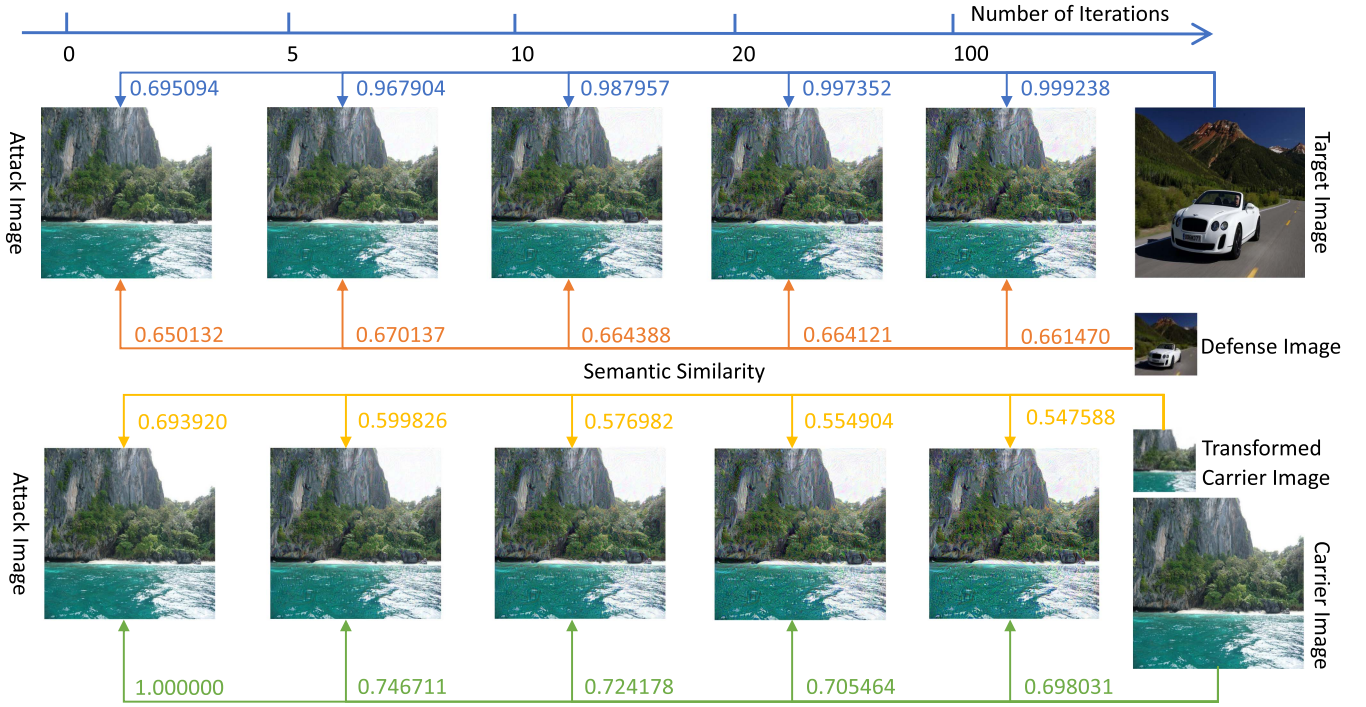 Number of Iterations
0 5 10 20 100
0.695094 0.967904 0.987957 0.997352 0.999238
Attack Image
Target Image
0.650132 0.670137 0.664388 0.664121 0.661470
Defense Image
Semantic Similarity
0.693920 0.599826 0.576982 0.554904 0.547588
Attack Image
Transformed
Carrier Image
Carrier Image
1.000000 0.746711 0.724178 0.705464 0.698031